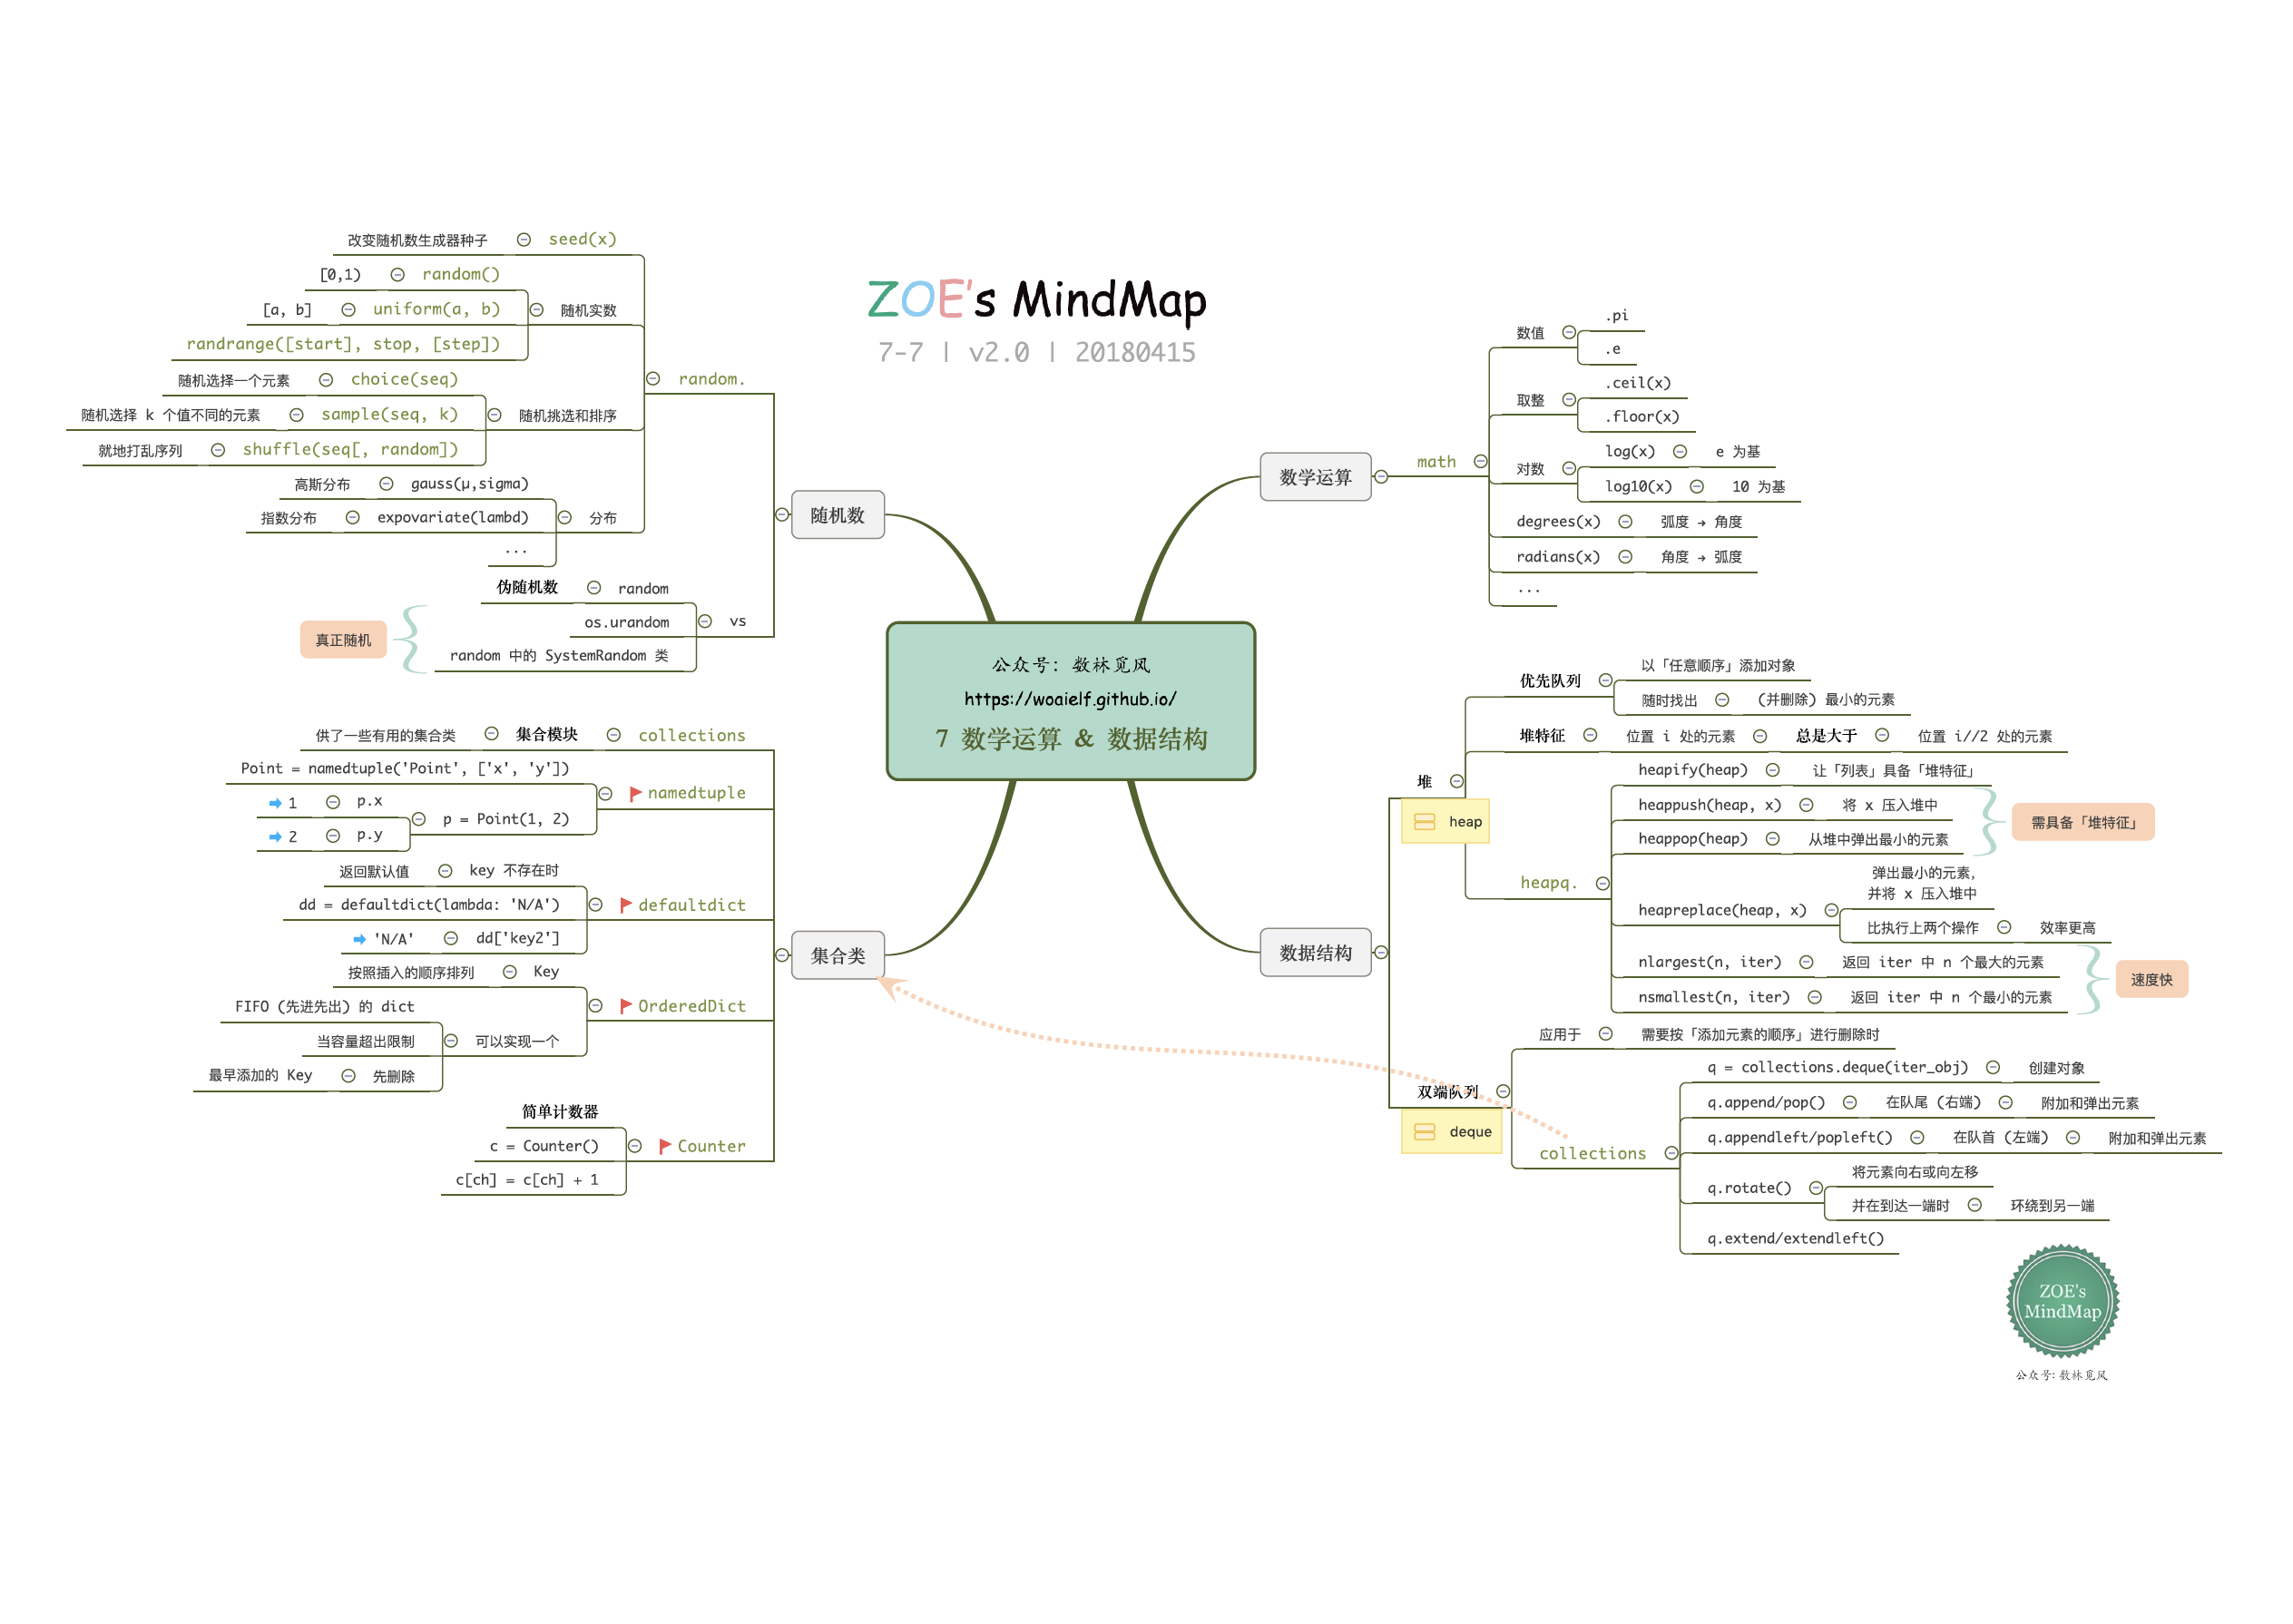 ZOE's MindMap
7-7 | v2.0 | 20180415
公众号: 数林觅风
https://woaielf.github.io/
7 数学运算 & 数据结构
数学运算
math
数值
.pi
.e
取整
.ceil(x)
.floor(x)
对数
log(x) e 为基
log10(x) 10 为基
degrees(x) 弧度 → 角度
radians(x) 角度 → 弧度
...
数据结构
堆
heap
优先队列
以「任意顺序」添加对象
随时找出 (并删除) 最小的元素
堆特征 位置 i 处的元素 总是大于 位置 i//2 处的元素
heapq.
heapify(heap) 让「列表」具备「堆特征」
heappush(heap, x) 将 x 压入堆中
heappop(heap) 从堆中弹出最小的元素
需具备「堆特征」
heapreplace(heap, x)
弹出最小的元素,
并将 x 压入堆中
比执行上两个操作 效率更高
nlargest(n, iter) 返回 iter 中 n 个最大的元素
nsmallest(n, iter) 返回 iter 中 n 个最小的元素
速度快
双端队列
deque
应用于 需要按「添加元素的顺序」进行删除时
collections
q = collections.deque(iter_obj) 创建对象
q.append/pop() 在队尾 (右端) 附加和弹出元素
q.appendleft/popleft() 在队首 (左端) 附加和弹出元素
q.rotate()
将元素向右或向左移
并在到达一端时 环绕到另一端
q.extend/extendleft()
随机数
random.
改变随机数生成器种子 seed(x)
随机实数
[0,1) random()
[a, b] uniform(a, b)
randrange([start], stop, [step])
随机挑选和排序
随机选择一个元素 choice(seq)
随机选择 k 个值不同的元素 sample(seq, k)
就地打乱序列 shuffle(seq[, random])
分布
高斯分布 gauss(μ,sigma)
指数分布 expovariate(lambd)
...
vs
伪随机数 random
os.urandom
random 中的 SystemRandom 类
真正随机
集合类
供了一些有用的集合类 集合模块 collections
namedtuple
Point = namedtuple('Point', ['x', 'y'])
p = Point(1, 2)
1 p.x
2 p.y
defaultdict
返回默认值 key 不存在时
dd = defaultdict(lambda: 'N/A')
'N/A' dd['key2']
OrderedDict
按照插入的顺序排列 Key
可以实现一个
FIFO (先进先出) 的 dict
当容量超出限制
最早添加的 Key 先删除
Counter
简单计数器
c = Counter()
c[ch] = c[ch] + 1
ZOE's
MindMap
公众号: 数林觅风